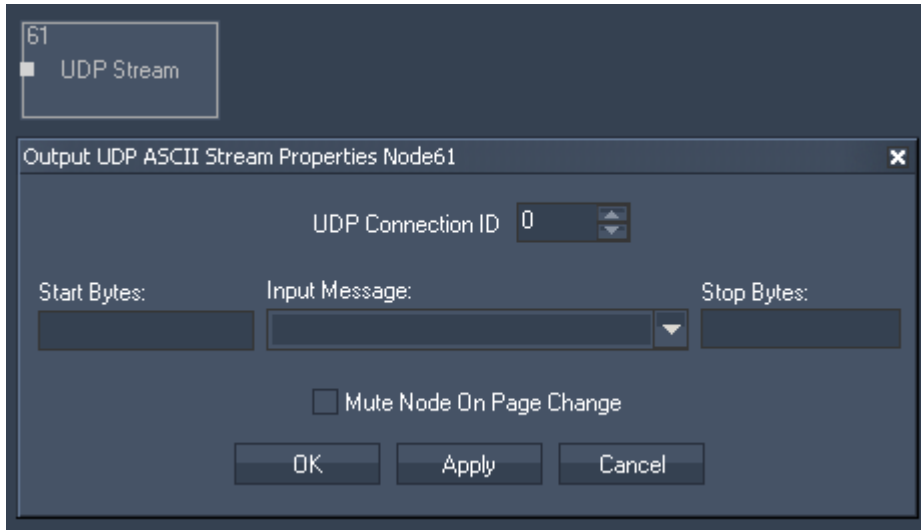 61
UDP Stream
Output UDP ASCII Stream Properties Node61
UDP Connection ID 0
Start Bytes: Input Message: Stop Bytes:
Mute Node On Page Change
OK Apply Cancel